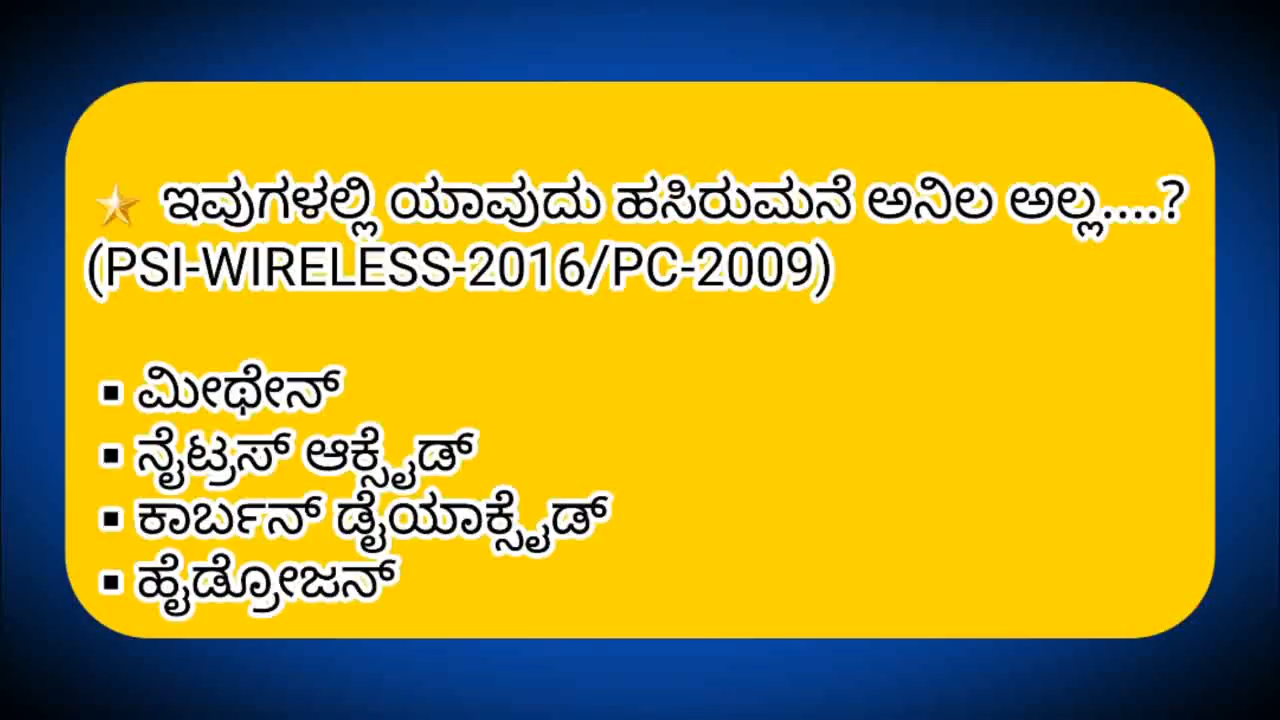 ⭐ ಇವುಗಳಲ್ಲಿ ಯಾವುದು ಹಸಿರುಮನೆ ಅನಿಲ ಅಲ್ಲ....?
(PSI-WIRELESS-2016/PC-2009)
▪ ಮೀಥೇನ್
▪ ನೈಟ್ರಸ್ ಆಕ್ಸೈಡ್
▪ ಕಾರ್ಬನ್ ಡೈಯಾಕ್ಸೈಡ್
▪ ಹೈಡ್ರೋಜನ್